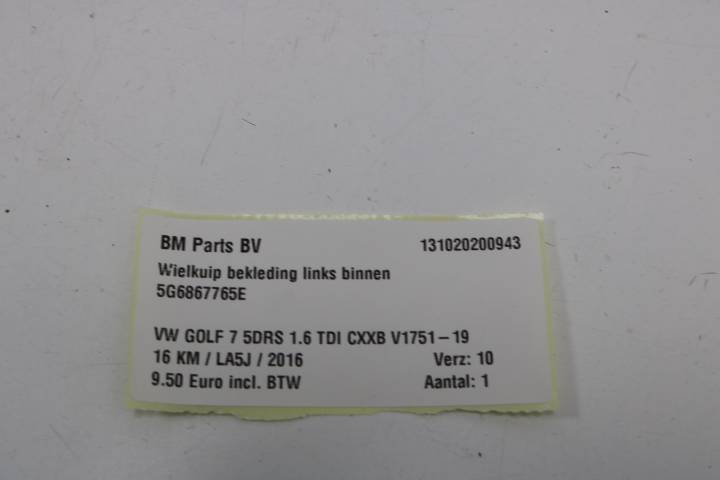 BM Parts BV 131020200943
Wielkuip bekleding links binnen
5G6867765E
VW GOLF 7 5DRS 1.6 TDI CXXB V1751-19
16 KM / LA5J / 2016 Verz: 10
9.50 Euro incl. BTW Aantal: 1